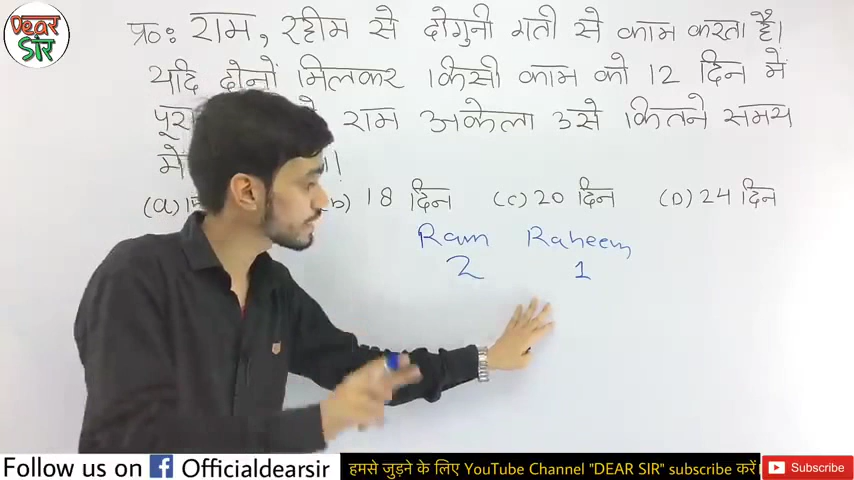 DEAR
SIR
प्र०: राम, रहीम से दोगुनी गती से काम करता है।
यदि दोनों मिलकर किसी काम को 12 दिन में
राम अकेला उसे कितने समय
में
(a) b) 18 दिन (c) 20 दिन (D) 24 दिन
Ram Raheem
2 1
Follow us on f Officialdearsir
हमसे जुड़ने के लिए YouTube Channel "DEAR SIR" subscribe करें
Subscribe